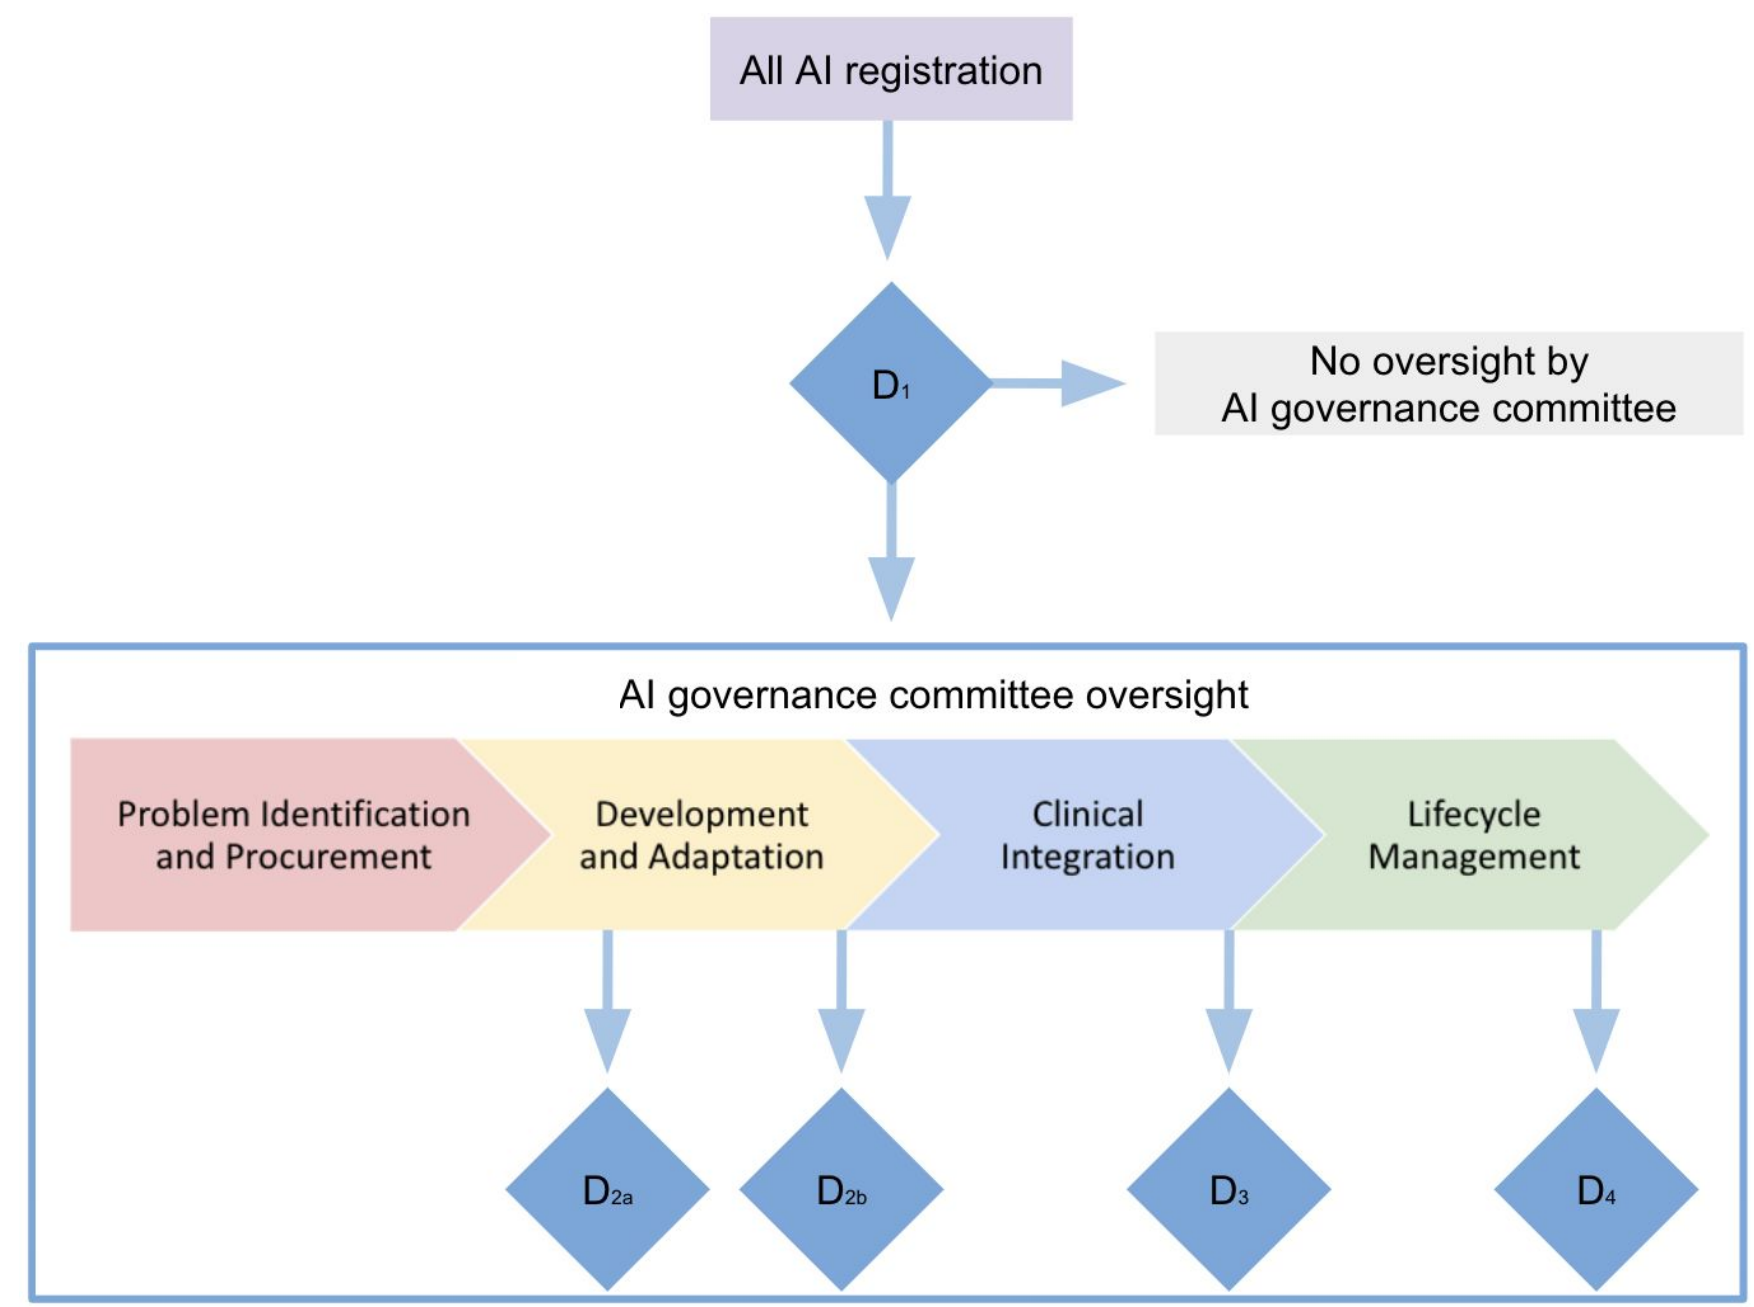 All AI registration
D1
No oversight by
AI governance committee
AI governance committee oversight
Problem Identification
and Procurement
Development
and Adaptation
Clinical
Integration
Lifecycle
Management
D2a
D2b
D3
D4